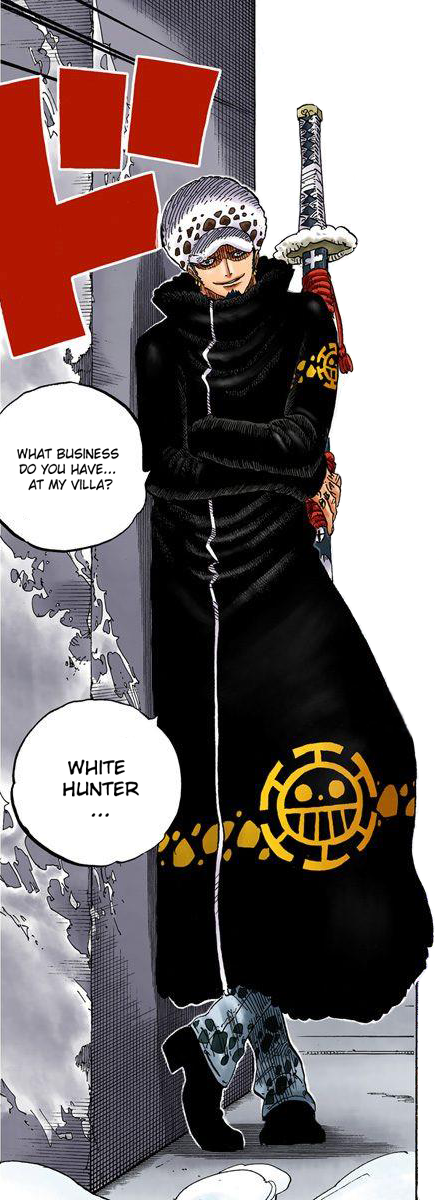 ド
WHAT BUSINESS
DO YOU HAVE...
AT MY VILLA?
WHITE
HUNTER
...